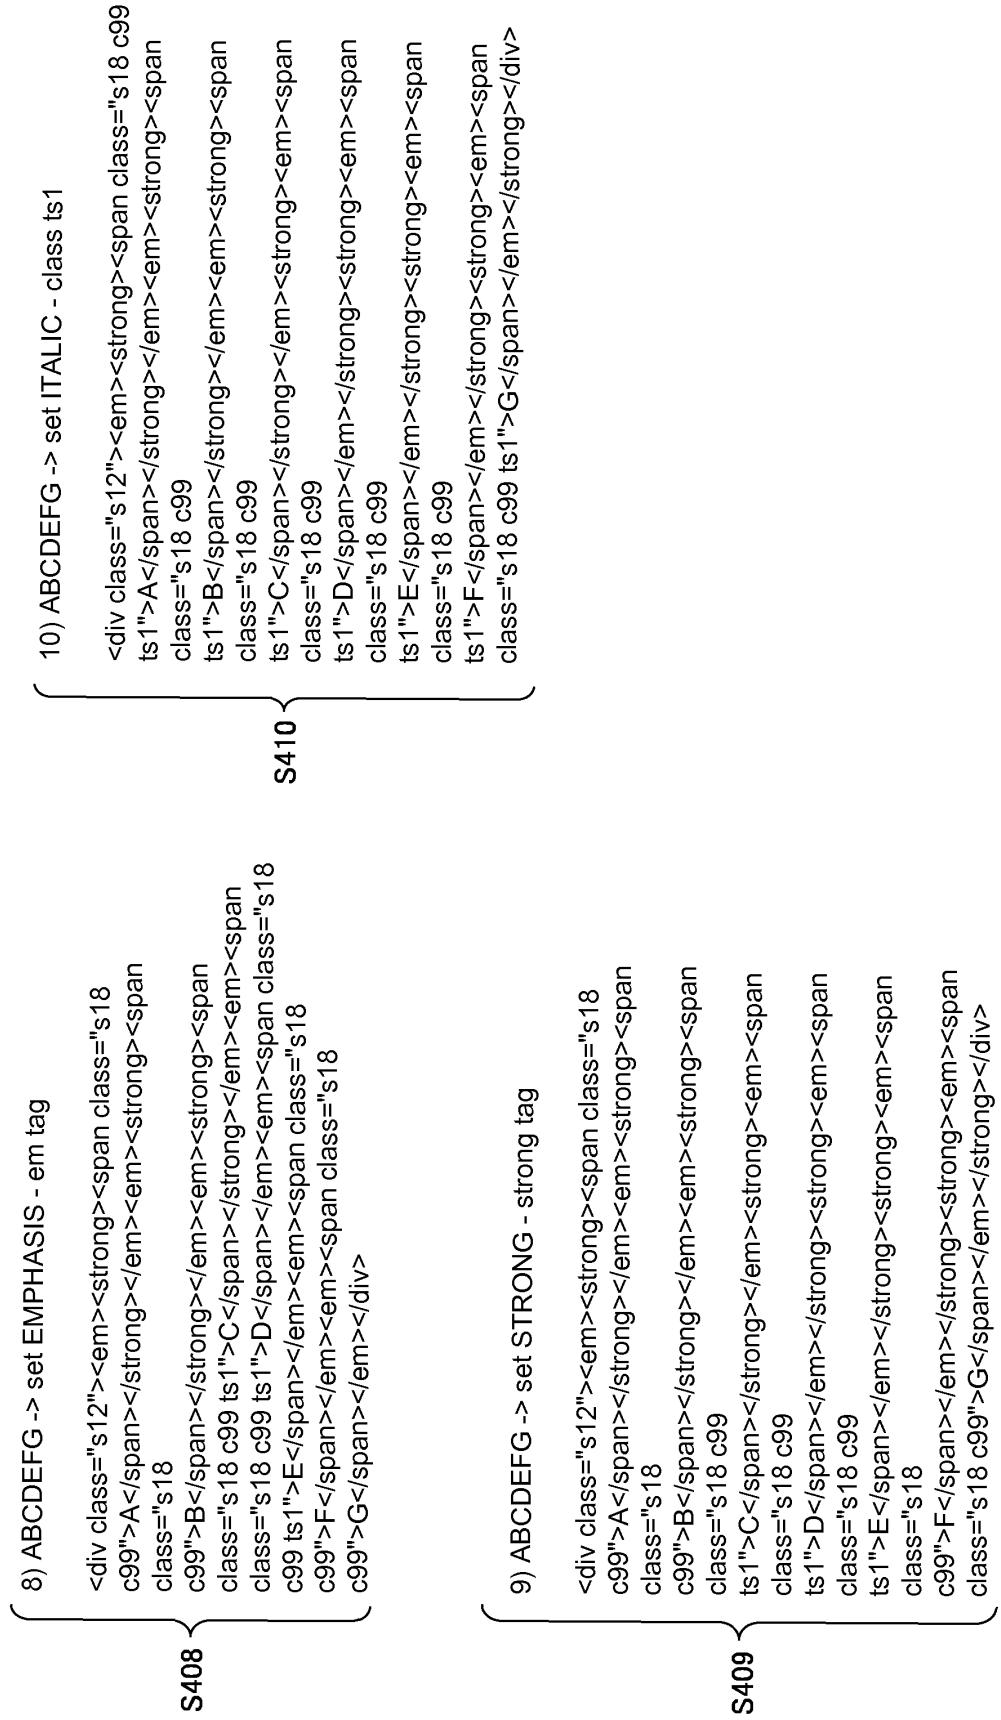 8) ABCDEFG -> set EMPHASIS - em tag
<div class="s12"><em><strong><span class="s18
c99">A</span></strong></em><em><strong><span
class="s18
c99">B</span></strong></em><em><strong><span
class="s18 c99 ts1">C</span></strong></em><em><span
class="s18 c99 ts1">D</span></em><em><span class="s18
c99 ts1">E</span></em><em><span class="s18
c99">F</span></em><em><span class="s18
c99">G</span></em></div>
S408
9) ABCDEFG -> set STRONG - strong tag
<div class="s12"><em><strong><span class="s18
c99">A</span></strong></em><em><strong><span
class="s18
c99">B</span></strong></em><em><strong><span
class="s18 c99
ts1">C</span></strong></em><strong><em><span
class="s18 c99
ts1">D</span></em></strong><strong><em><span
class="s18 c99
ts1">E</span></em></strong><strong><em><span
class="s18
c99">F</span></em></strong><strong><em><span
class="s18 c99">G</span></em></strong></div>
S409
10) ABCDEFG -> set ITALIC - class ts1
<div class="s12"><em><strong><span class="s18 c99
ts1">A</span></strong></em><em><strong><span
class="s18 c99
ts1">B</span></strong></em><em><strong><span
class="s18 c99
ts1">C</span></strong></em><strong><em><span
class="s18 c99
ts1">D</span></em></strong><strong><em><span
class="s18 c99
ts1">E</span></em></strong><strong><em><span
class="s18 c99
ts1">F</span></em></strong><strong><em><span
class="s18 c99 ts1">G</span></em></strong></div>
S410